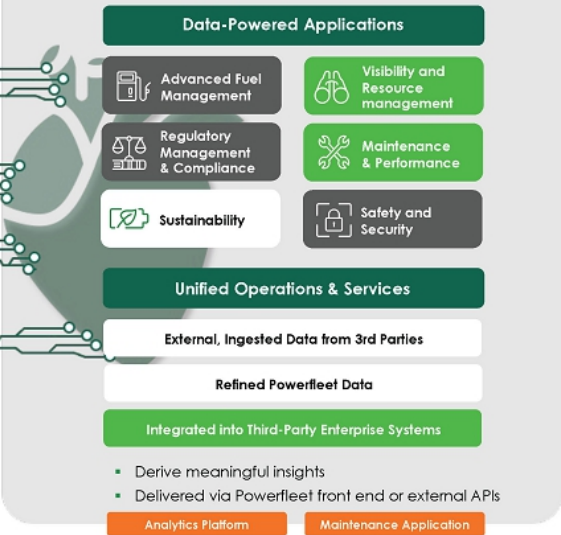 Data-Powered Applications
Advanced Fuel
Management
Visibility and
Resource
management
Regulatory
Management
& Compliance
Maintenance
& Performance
Sustainability
Safety and
Security
Unified Operations & Services
External, Ingested Data from 3rd Parties
Refined Powerfleet Data
Integrated into Third-Party Enterprise Systems
Derive meaningful insights
Delivered via Powerfleet front end or external APIs
Analytics Platform
Maintenance Application